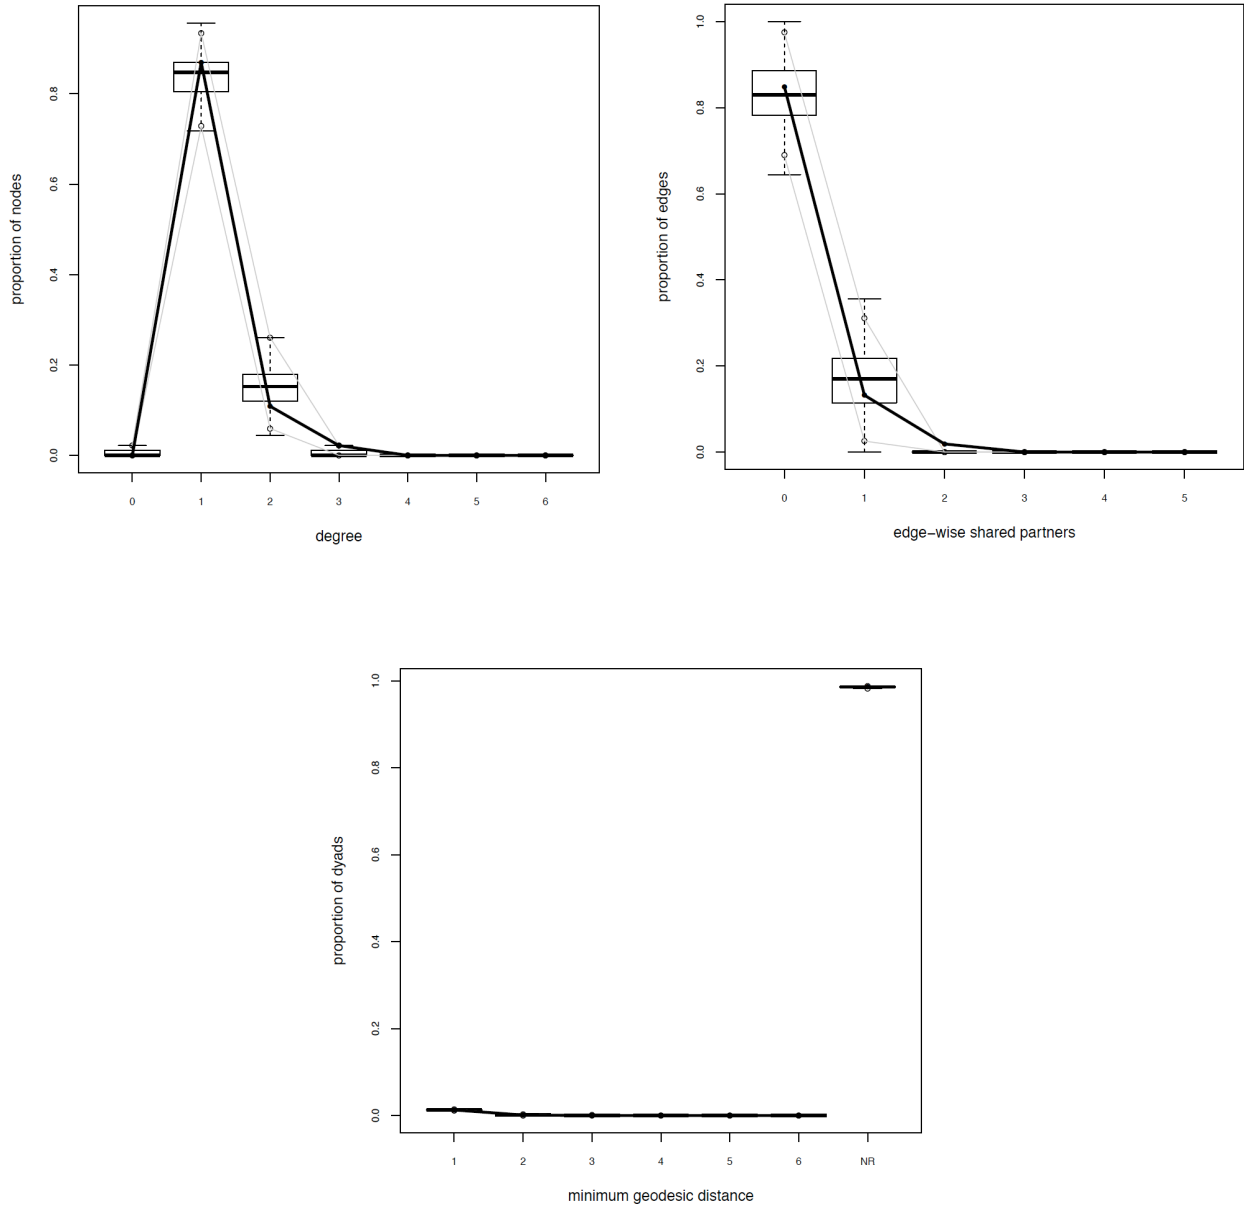 proportion of nodes
0.8
0.6
0.4
0.2
0.0
0 1 2 3 4 5 6
degree
proportion of edges
1.0
0.8
0.6
0.4
0.2
0.0
0 1 2 3 4 5
edge−wise shared partners
proportion of dyads
1.0
0.8
0.6
0.4
0.2
0.0
1 2 3 4 5 6 NR
minimum geodesic distance